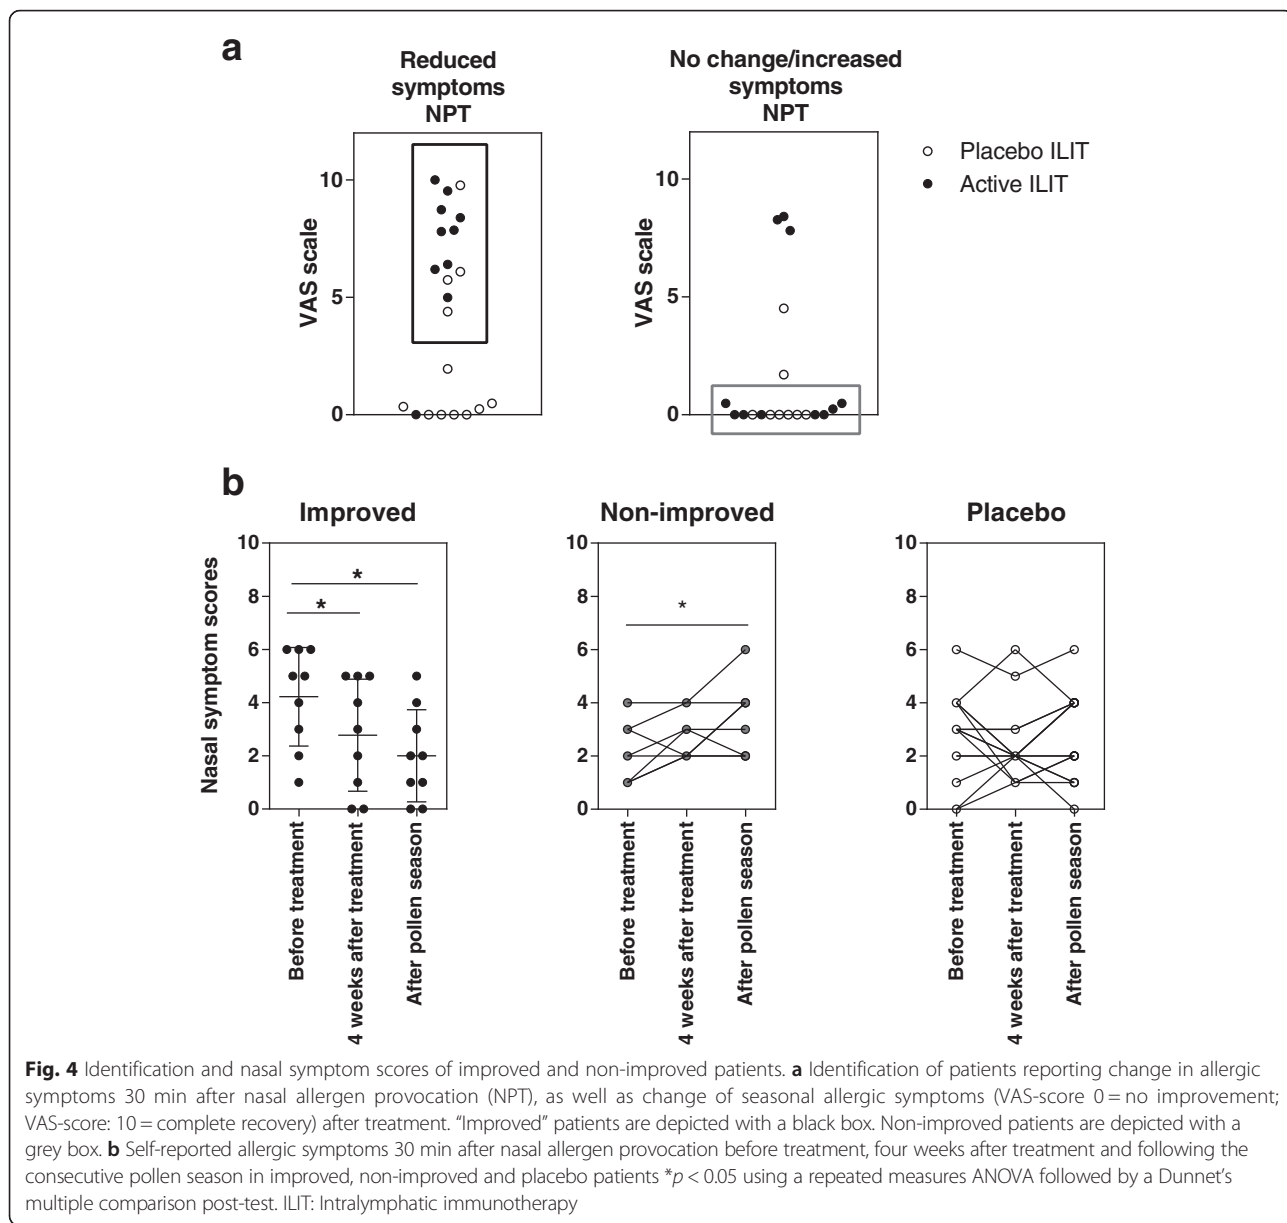 a
Reduced
symptoms
NPT
No change/increased
symptoms
NPT
VAS scale
10
5
0
VAS scale
10
5
0
Placebo ILIT
Active ILIT
b
Improved
Non-improved
Placebo
Nasal symptom scores
10
8
6
4
2
0
*
*
Before treatment
4 weeks after treatment
After pollen season
10
8
6
4
2
0
*
Before treatment
4 weeks after treatment
After pollen season
10
8
6
4
2
0
Before treatment
4 weeks after treatment
After pollen season
Fig. 4 Identification and nasal symptom scores of improved and non-improved patients. a Identification of patients reporting change in allergic
symptoms 30 min after nasal allergen provocation (NPT), as well as change of seasonal allergic symptoms (VAS-score 0 = no improvement;
VAS-score: 10 = complete recovery) after treatment. “Improved” patients are depicted with a black box. Non-improved patients are depicted with a
grey box. b Self-reported allergic symptoms 30 min after nasal allergen provocation before treatment, four weeks after treatment and following the
consecutive pollen season in improved, non-improved and placebo patients *p < 0.05 using a repeated measures ANOVA followed by a Dunnet’s
multiple comparison post-test. ILIT: Intralymphatic immunotherapy